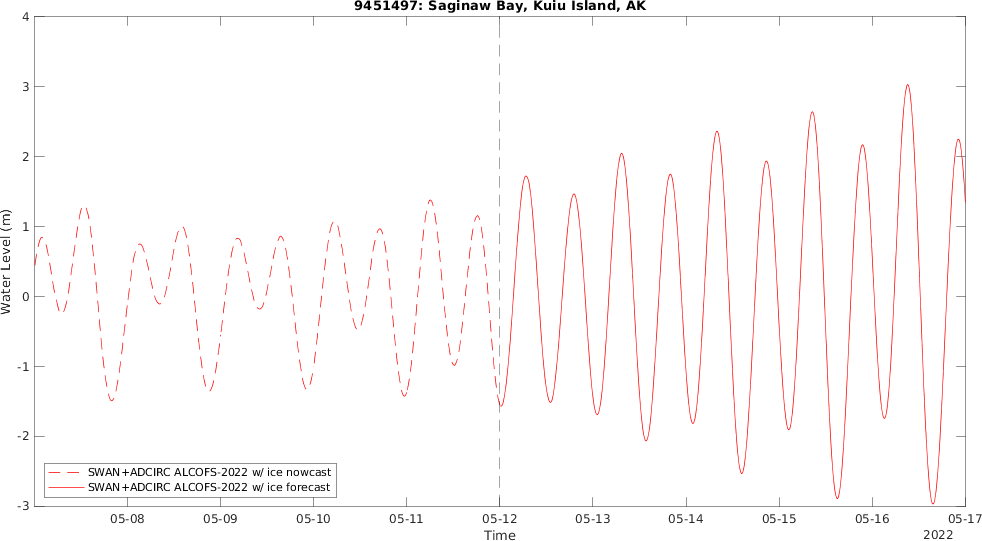 9451497: Saginaw Bay, Kuiu Island, AK
4
3
2
1
0
-1
-2
-3
Water Level (m)
SWAN+ADCIRC ALCOFS-2022 w/ ice nowcast
SWAN+ADCIRC ALCOFS-2022 w/ ice forecast
05-08 05-09 05-10 05-11 05-12 05-13 05-14 05-15 05-16 05-17
Time
2022